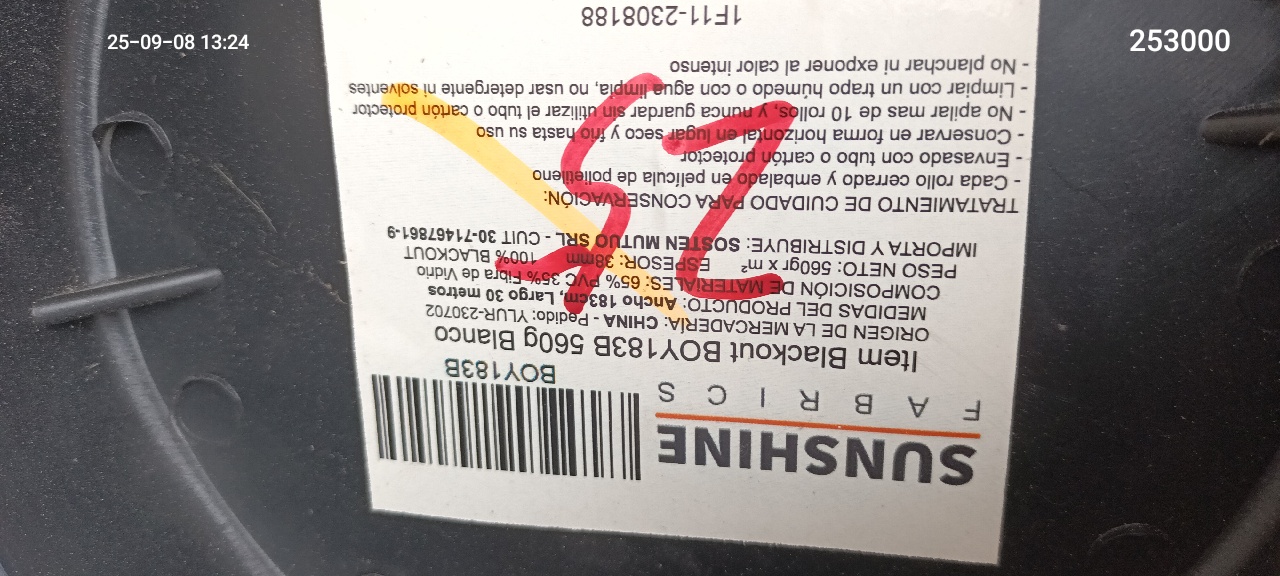 25-09-08 13:24
253000
SUNSHINE
FABRICS
BOY183B
Item Blackout BOY183B 560g Blanco
ORIGEN DE LA MERCADERÍA: CHINA - Pedido: YLUR-230702
MEDIDAS DEL PRODUCTO: Ancho 183cm, Largo 30 metros
COMPOSICIÓN DE MATERIALES: 65% PVC 35% Fibra de Vidrio
PESO NETO: 560gr x m² ESPESOR: 38mm 100% BLACKOUT
IMPORTA Y DISTRIBUYE: SOSTEN MUTUO SRL - CUIT 30-71467861-9
TRATAMIENTO DE CUIDADO PARA CONSERVACIÓN:
- Cada rollo cerrado y embalado en película de polietileno
- Envasado con tubo o cartón protector
- Conservar en forma horizontal en lugar seco y frío hasta su uso
- No apilar mas de 10 rollos, y nunca guardar sin utilizar el tubo o cartón protector
- Limpiar con un trapo húmedo o con agua limpia, no usar detergente ni solventes
- No planchar ni exponer al calor intenso
1F11-2308188